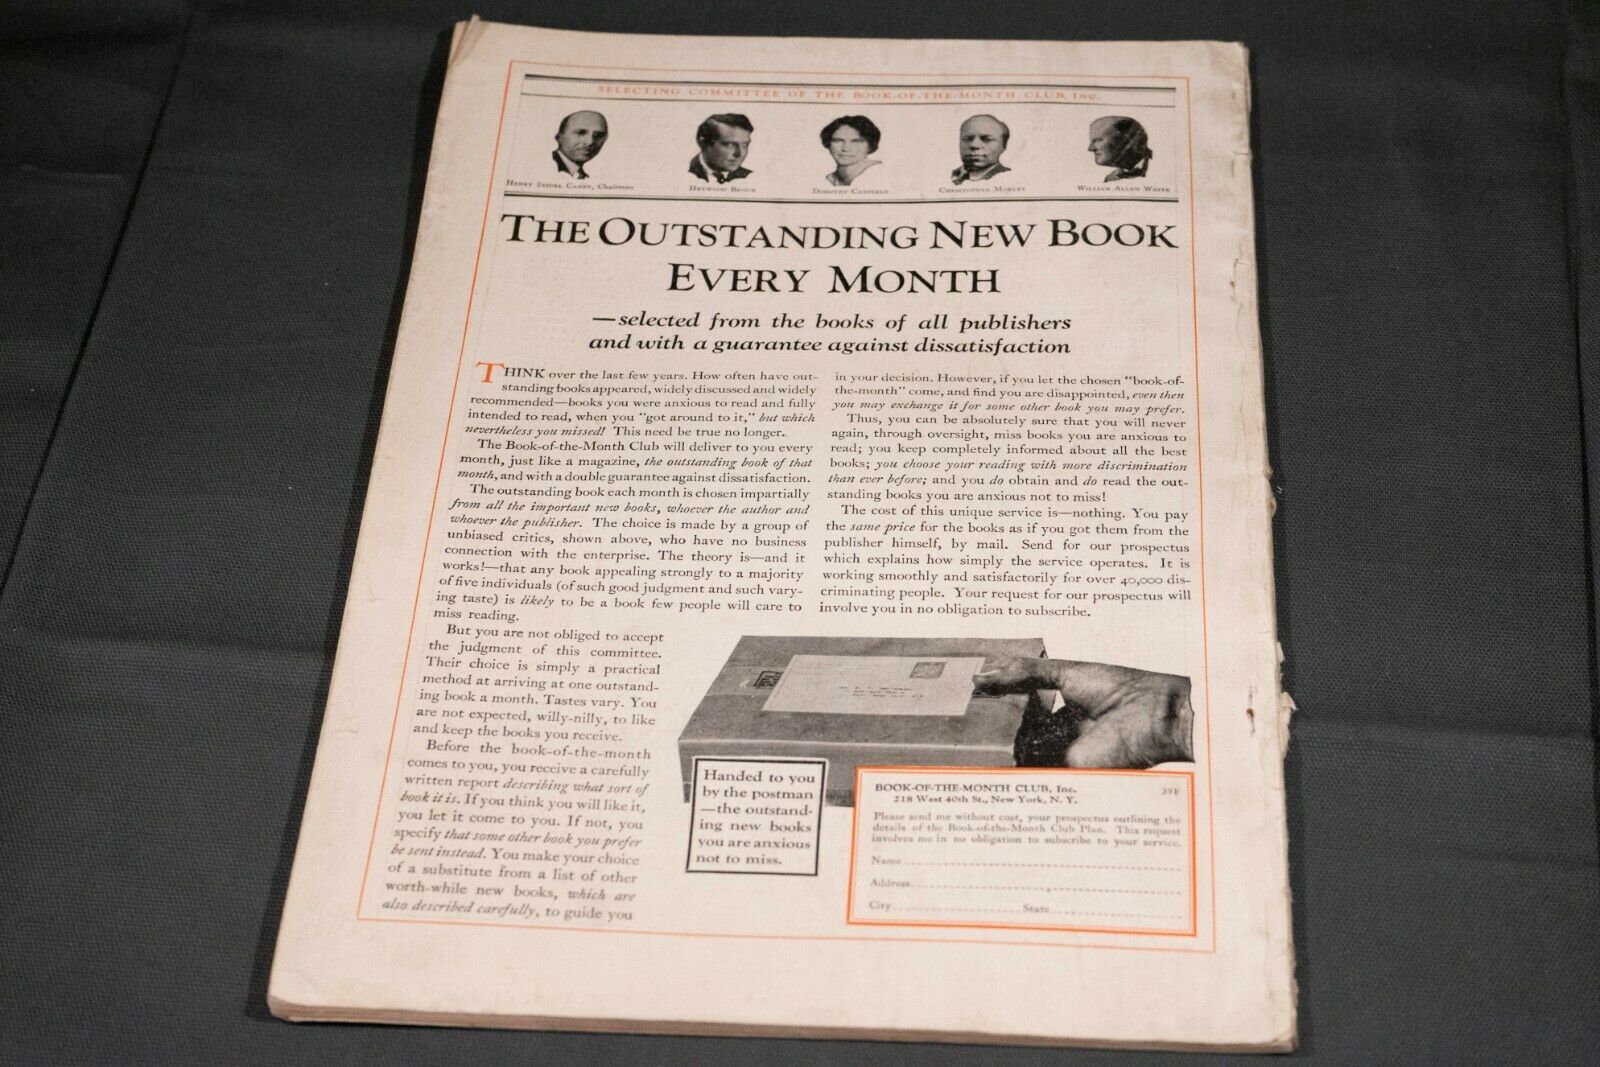 SELECTING COMMITTEE OF THE BOOK-OF-THE-MONTH CLUB, Inc.
HENRY SEIDEL CANBY, Chairman
HEYWOOD BROUN
DOROTHY CANFIELD
CHRISTOPHER MORLEY
WILLIAM ALLEN WHITE
THE OUTSTANDING NEW BOOK
EVERY MONTH
—selected from the books of all publishers
and with a guarantee against dissatisfaction
THINK over the last few years. How often have out-
standing books appeared, widely discussed and widely
recommended—books you were anxious to read and fully
intended to read, when you "got around to it," but which
nevertheless you missed! This need be true no longer.
The Book-of-the-Month Club will deliver to you every
month, just like a magazine, the outstanding book of that
month, and with a double guarantee against dissatisfaction.
The outstanding book each month is chosen impartially
from all the important new books, whoever the author and
whoever the publisher. The choice is made by a group of
unbiased critics, shown above, who have no business
connection with the enterprise. The theory is—and it
works!—that any book appealing strongly to a majority
of five individuals (of such good judgment and such vary-
ing taste) is likely to be a book few people will care to
miss reading.
But you are not obliged to accept
the judgment of this committee.
Their choice is simply a practical
method at arriving at one outstand-
ing book a month. Tastes vary. You
are not expected, willy-nilly, to like
and keep the books you receive.
Before the book-of-the-month
comes to you, you receive a carefully
written report describing what sort of
book it is. If you think you will like it,
you let it come to you. If not, you
specify that some other book you prefer
be sent instead. You make your choice
of a substitute from a list of other
worth-while new books, which are
also described carefully, to guide you
in your decision. However, if you let the chosen "book-of-
the-month" come, and find you are disappointed, even then
you may exchange it for some other book you may prefer.
Thus, you can be absolutely sure that you will never
again, through oversight, miss books you are anxious to
read; you keep completely informed about all the best
books; you choose your reading with more discrimination
than ever before; and you do obtain and do read the out-
standing books you are anxious not to miss!
The cost of this unique service is—nothing. You pay
the same price for the books as if you got them from the
publisher himself, by mail. Send for our prospectus
which explains how simply the service operates. It is
working smoothly and satisfactorily for over 40,000 dis-
criminating people. Your request for our prospectus will
involve you in no obligation to subscribe.
Handed to you
by the postman
—the outstand-
ing new books
you are anxious
not to miss.
BOOK-OF-THE-MONTH CLUB, Inc. 39F
218 West 40th St., New York, N. Y.
Please send me without cost, your prospectus outlining the
details of the Book-of-the-Month Club Plan. This request
involves me in no obligation to subscribe to your service.
Name
Address
City State